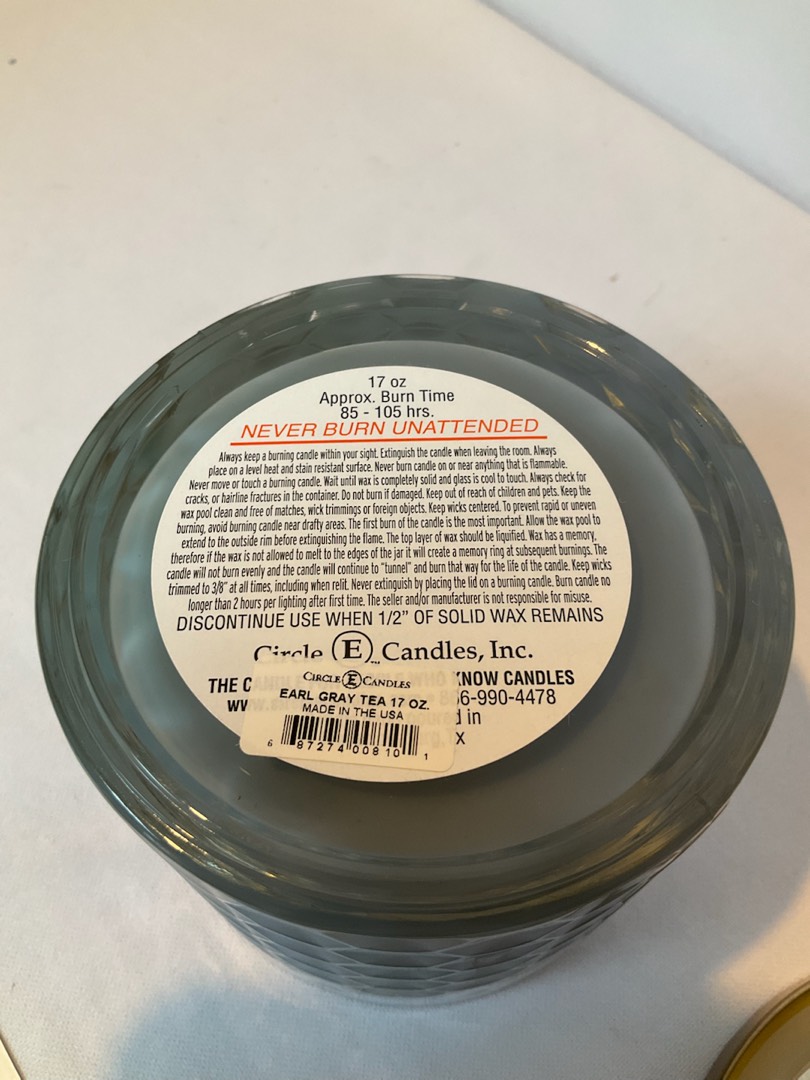 17 oz
Approx. Burn Time
85 - 105 hrs.
NEVER BURN UNATTENDED
Always keep a burning candle within your sight. Extinguish the candle when leaving the room. Always
place on a level heat and stain resistant surface. Never burn candle on or near anything that is flammable.
Never move or touch a burning candle. Wait until wax is completely solid and glass is cool to touch. Always check for
cracks, or hairline fractures in the container. Do not burn if damaged. Keep out of reach of children and pets. Keep the
wax pool clean and free of matches, wick trimmings or foreign objects. Keep wicks centered. To prevent rapid or uneven
burning, avoid burning candle near drafty areas. The first burn of the candle is the most important. Allow the wax pool to
extend to the outside rim before extinguishing the flame. The top layer of wax should be liquified. Wax has a memory,
therefore if the wax is not allowed to melt to the edges of the jar it will create a memory ring at subsequent burnings. The
candle will not burn evenly and the candle will continue to "tunnel" and burn that way for the life of the candle. Keep wicks
trimmed to 3/8" at all times, including when relit. Never extinguish by placing the lid on a burning candle. Burn candle no
longer than 2 hours per lighting after first time. The seller and/or manufacturer is not responsible for misuse.
DISCONTINUE USE WHEN 1/2" OF SOLID WAX REMAINS
Circle E Candles, Inc.
THE C KNOW CANDLES
WW 66-990-4478
d in
x
CIRCLE E CANDLES
EARL GRAY TEA 17 OZ.
MADE IN THE USA
6 87274 00810 1